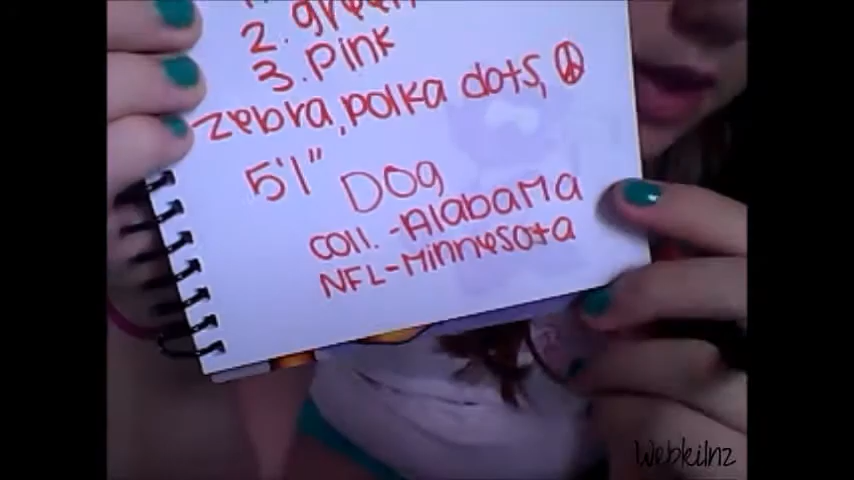 2. green,
3. Pink
zebra, polka dots, ☮
5'1" DOg
coll. -AlabaMa
NFL-Minnesota
Webkilnz